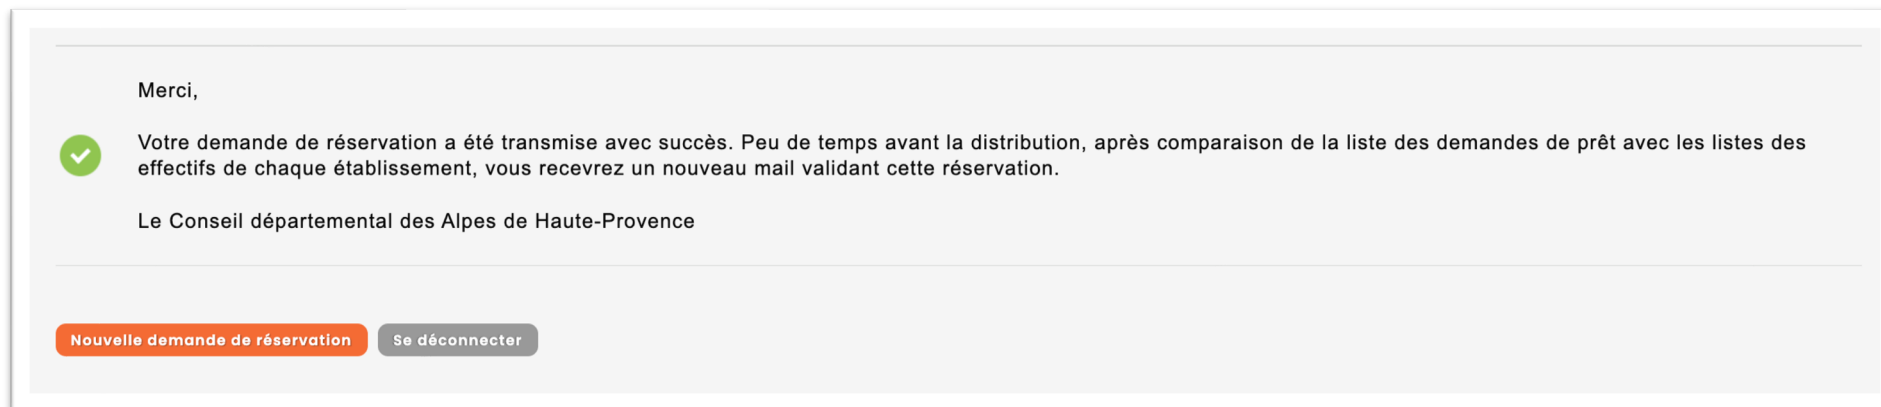 Merci,
Votre demande de réservation a été transmise avec succès. Peu de temps avant la distribution, après comparaison de la liste des demandes de prêt avec les listes des
effectifs de chaque établissement, vous recevrez un nouveau mail validant cette réservation.
Le Conseil départemental des Alpes de Haute-Provence
Nouvelle demande de réservation
Se déconnecter